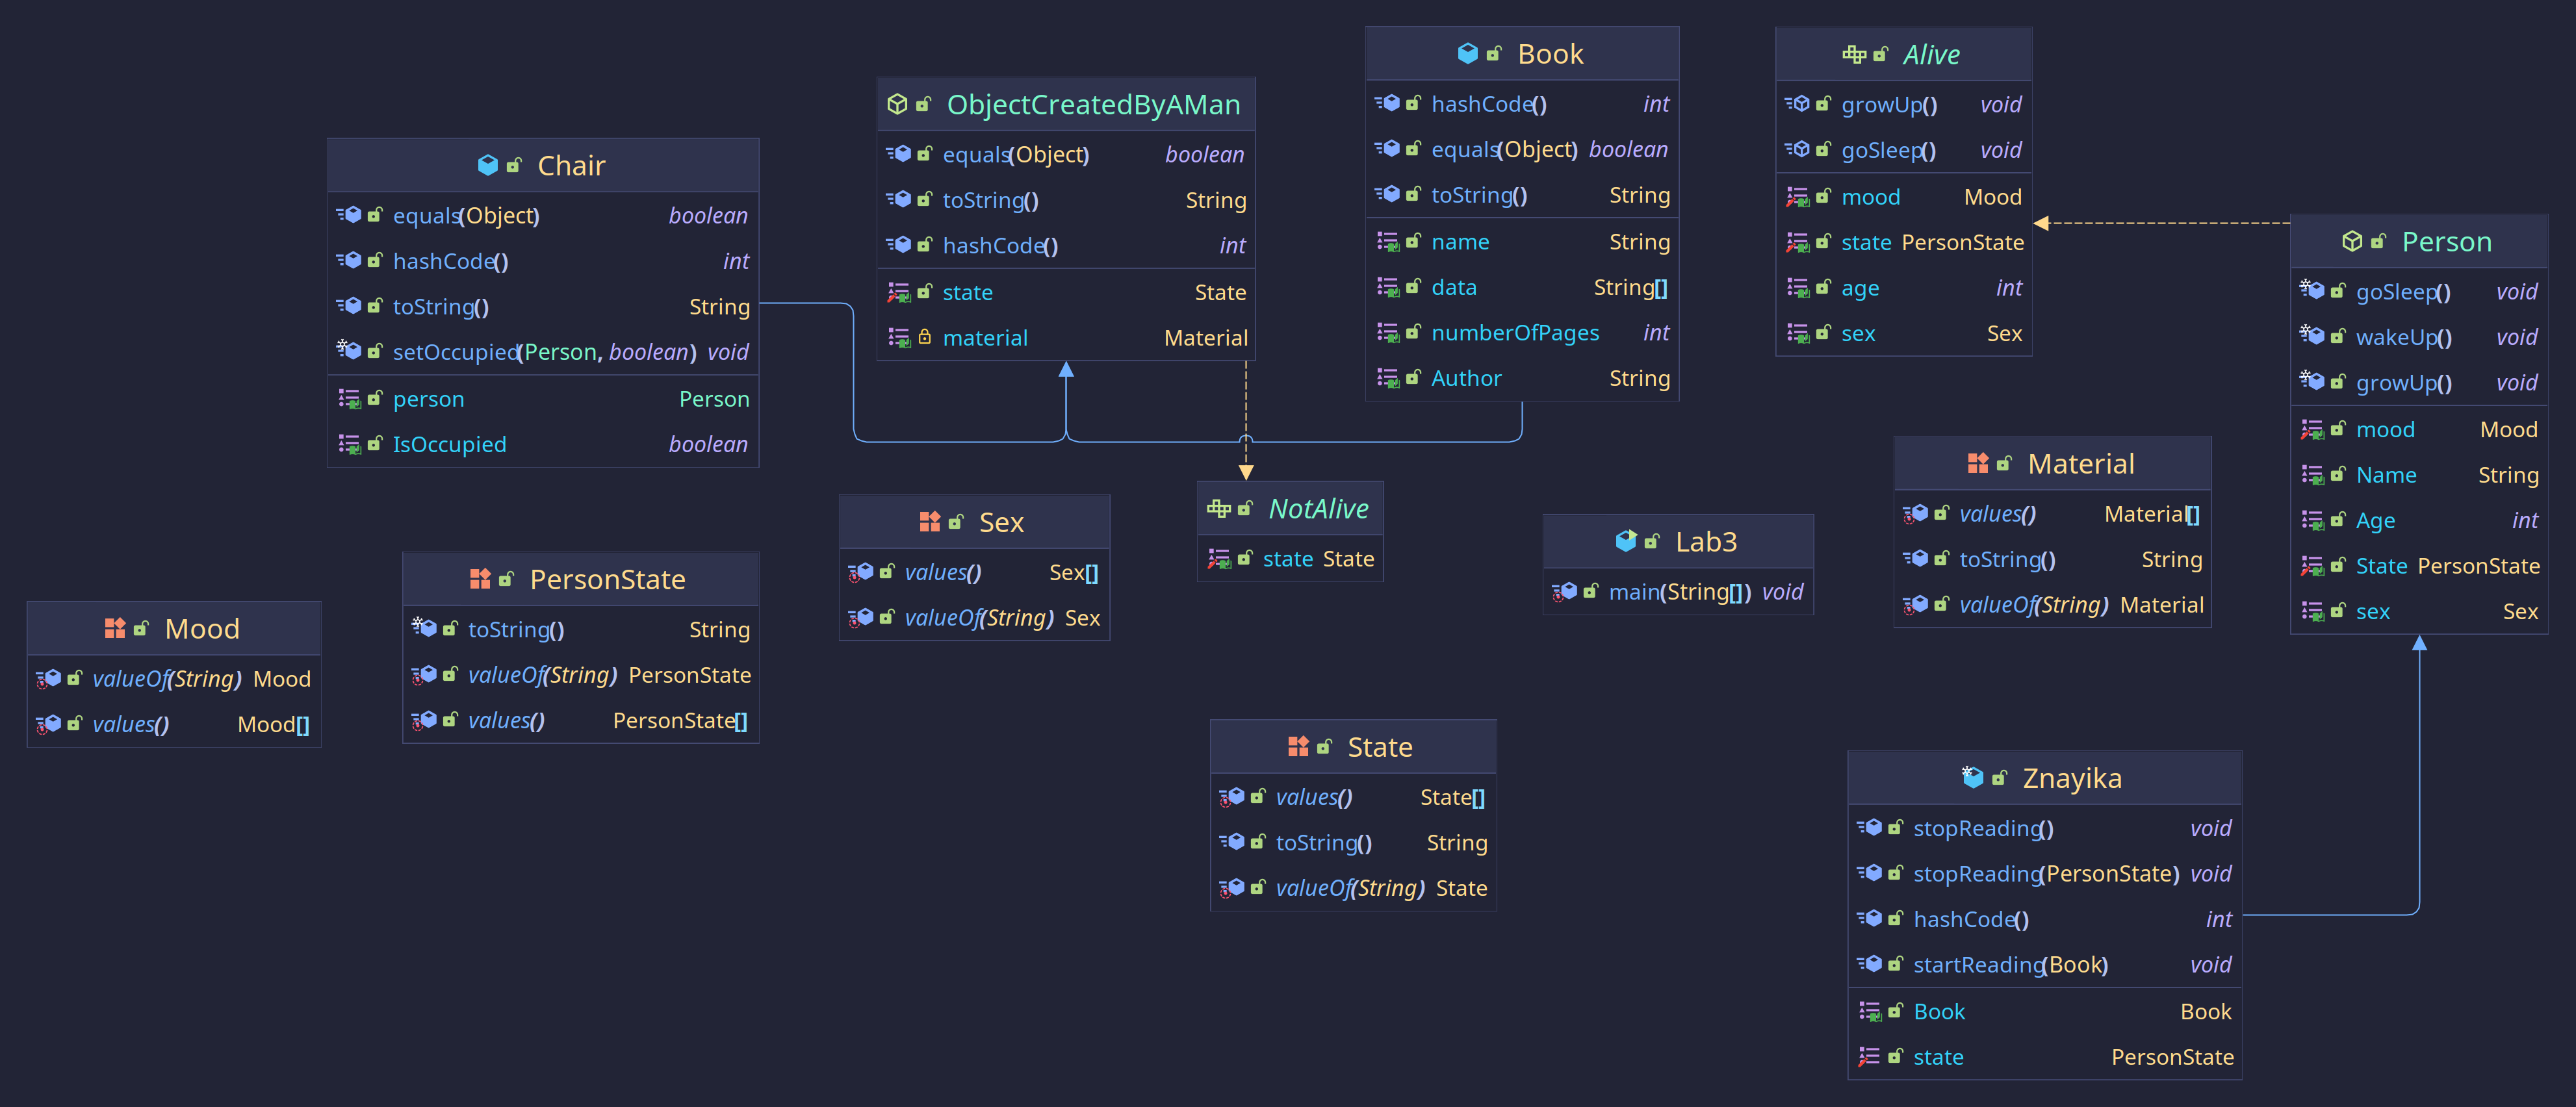 Chair
equals(Object) boolean
hashCode() int
toString() String
setOccupied(Person, boolean) void
person Person
IsOccupied boolean
ObjectCreatedByAMan
equals(Object) boolean
toString() String
hashCode() int
state State
material Material
Book
hashCode() int
equals(Object) boolean
toString() String
name String
data String[]
numberOfPages int
Author String
Alive
growUp() void
goSleep() void
mood Mood
state PersonState
age int
sex Sex
Person
goSleep() void
wakeUp() void
growUp() void
mood Mood
Name String
Age int
State PersonState
sex Sex
Mood
valueOf(String) Mood
values() Mood[]
PersonState
toString() String
valueOf(String) PersonState
values() PersonState[]
Sex
values() Sex[]
valueOf(String) Sex
NotAlive
state State
Lab3
main(String[]) void
Material
values() Material[]
toString() String
valueOf(String) Material
State
values() State[]
toString() String
valueOf(String) State
Znayika
stopReading() void
stopReading(PersonState) void
hashCode() int
startReading(Book) void
Book Book
state PersonState